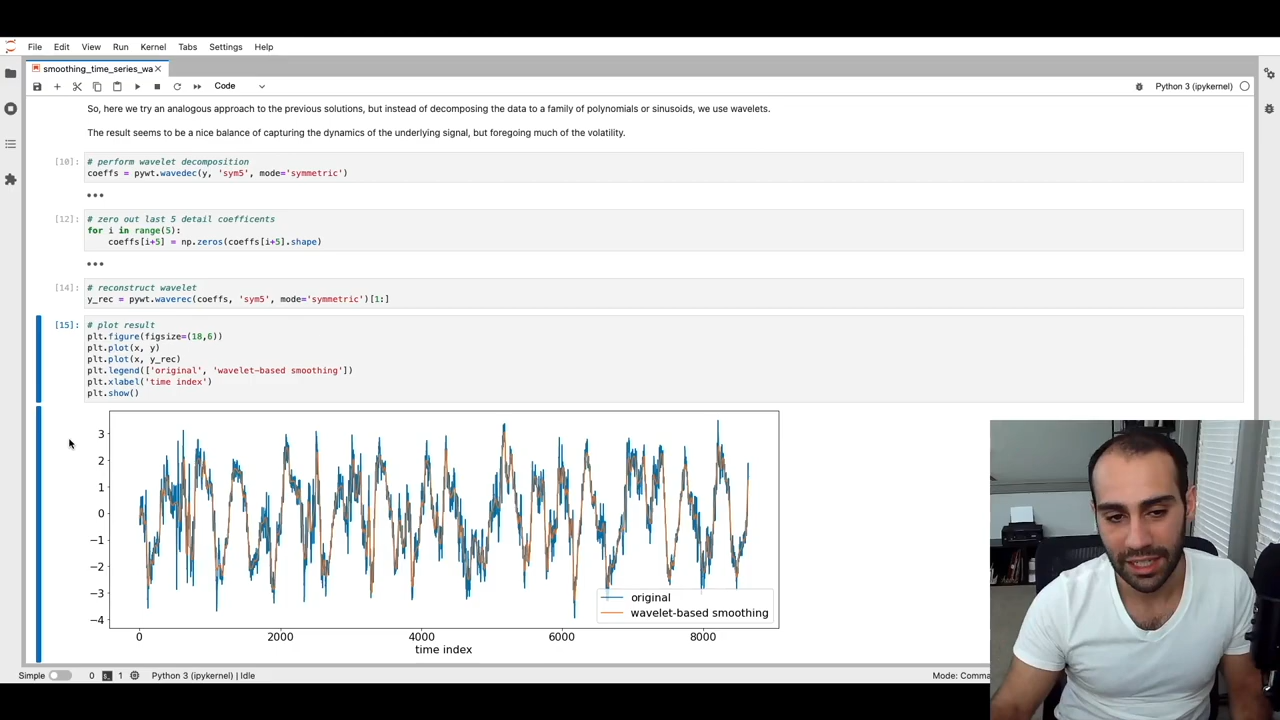 File Edit View Run Kernel Tabs Settings Help
smoothing_time_series_wa
Code
Python 3 (ipykernel)
So, here we try an analogous approach to the previous solutions, but instead of decomposing the data to a family of polynomials or sinusoids, we use wavelets.
The result seems to be a nice balance of capturing the dynamics of the underlying signal, but foregoing much of the volatility.
[10]: # perform wavelet decomposition
coeffs = pywt.wavedec(y, 'sym5', mode='symmetric')
[12]: # zero out last 5 detail coefficents
for i in range(5):
coeffs[i+5] = np.zeros(coeffs[i+5].shape)
[14]: # reconstruct wavelet
y_rec = pywt.waverec(coeffs, 'sym5', mode='symmetric')[1:]
[15]: # plot result
plt.figure(figsize=(18,6))
plt.plot(x, y)
plt.plot(x, y_rec)
plt.legend(['original', 'wavelet-based smoothing'])
plt.xlabel('time index')
plt.show()
3
2
1
0
−1
−2
−3
−4
original
wavelet-based smoothing
0 2000 4000 6000 8000
time index
Simple 0 1 Python 3 (ipykernel) | Idle
Mode: Comma